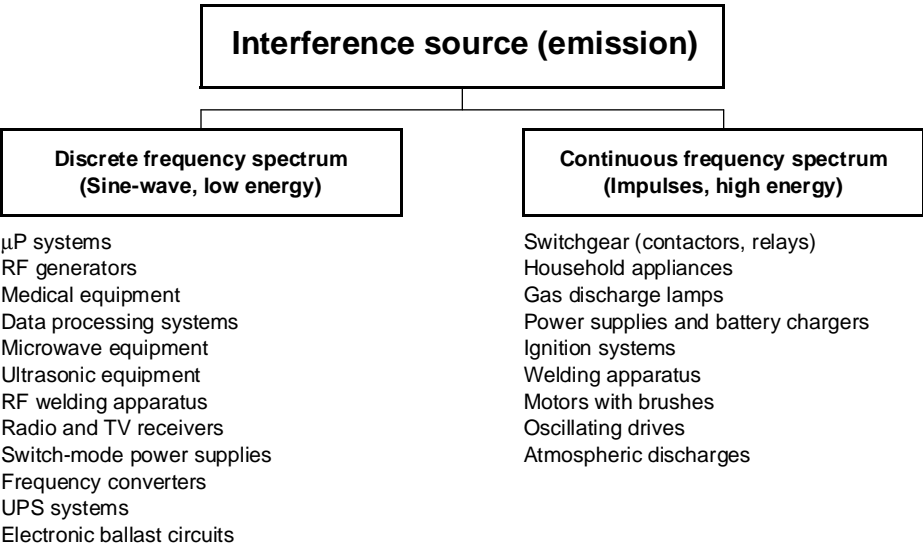 Interference source (emission)
Discrete frequency spectrum
(Sine-wave, low energy)
μP systems
RF generators
Medical equipment
Data processing systems
Microwave equipment
Ultrasonic equipment
RF welding apparatus
Radio and TV receivers
Switch-mode power supplies
Frequency converters
UPS systems
Electronic ballast circuits
Continuous frequency spectrum
(Impulses, high energy)
Switchgear (contactors, relays)
Household appliances
Gas discharge lamps
Power supplies and battery chargers
Ignition systems
Welding apparatus
Motors with brushes
Oscillating drives
Atmospheric discharges